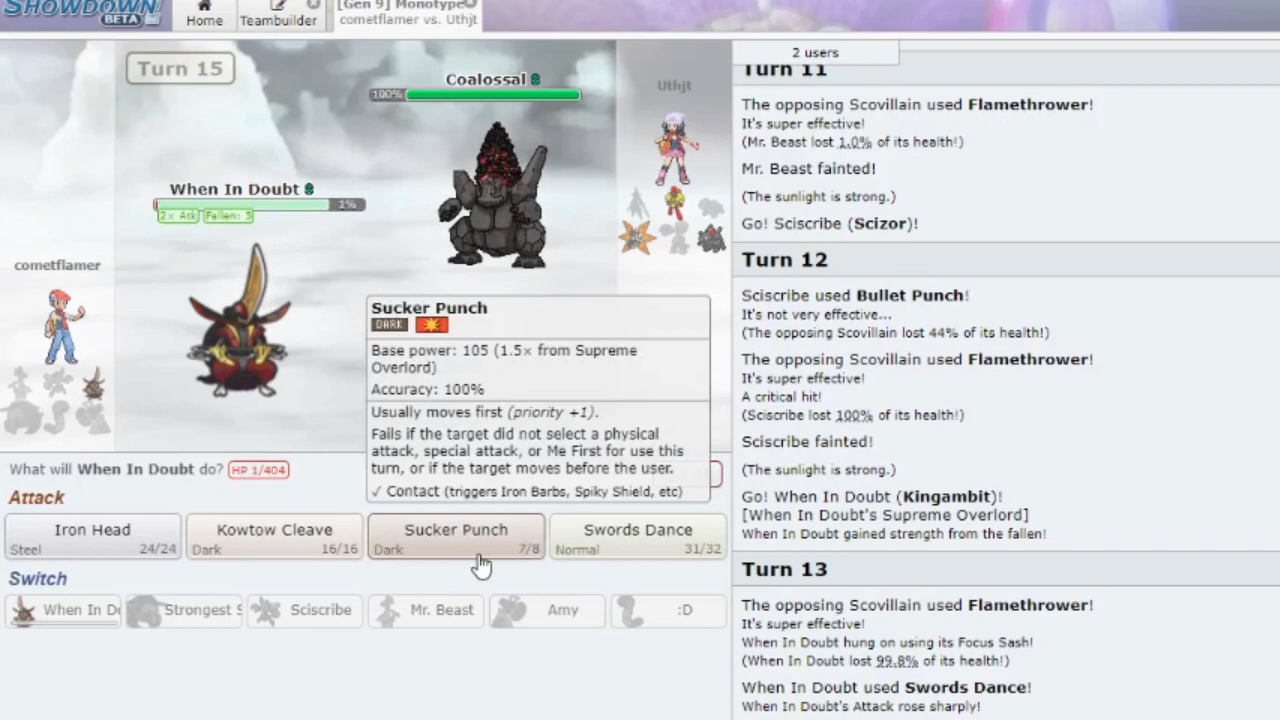 SHOWDOWN
BETA
Home
Teambuilder
[Gen 9] Monotype
cometflamer vs. Uthjt
2 users
Turn 15
Coalossal
100%
Uthjt
When In Doubt
1%
2× Atk Fallen: 5
cometflamer
Sucker Punch
DARK
Base power: 105 (1.5× from Supreme
Overlord)
Accuracy: 100%
Usually moves first (priority +1).
Fails if the target did not select a physical
attack, special attack, or Me First for use this
turn, or if the target moves before the user.
✓ Contact (triggers Iron Barbs, Spiky Shield, etc)
What will When In Doubt do? HP 1/404
Attack
Iron Head
Steel 24/24
Kowtow Cleave
Dark 16/16
Sucker Punch
Dark 7/8
Swords Dance
Normal 31/32
Switch
When In Do
Strongest S
Sciscribe
Mr. Beast
Amy
:D
Turn 11
The opposing Scovillain used Flamethrower!
It's super effective!
(Mr. Beast lost 1.0% of its health!)
Mr. Beast fainted!
(The sunlight is strong.)
Go! Sciscribe (Scizor)!
Turn 12
Sciscribe used Bullet Punch!
It's not very effective...
(The opposing Scovillain lost 44% of its health!)
The opposing Scovillain used Flamethrower!
It's super effective!
A critical hit!
(Sciscribe lost 100% of its health!)
Sciscribe fainted!
(The sunlight is strong.)
Go! When In Doubt (Kingambit)!
[When In Doubt's Supreme Overlord]
When In Doubt gained strength from the fallen!
Turn 13
The opposing Scovillain used Flamethrower!
It's super effective!
When In Doubt hung on using its Focus Sash!
(When In Doubt lost 99.8% of its health!)
When In Doubt used Swords Dance!
When In Doubt's Attack rose sharply!